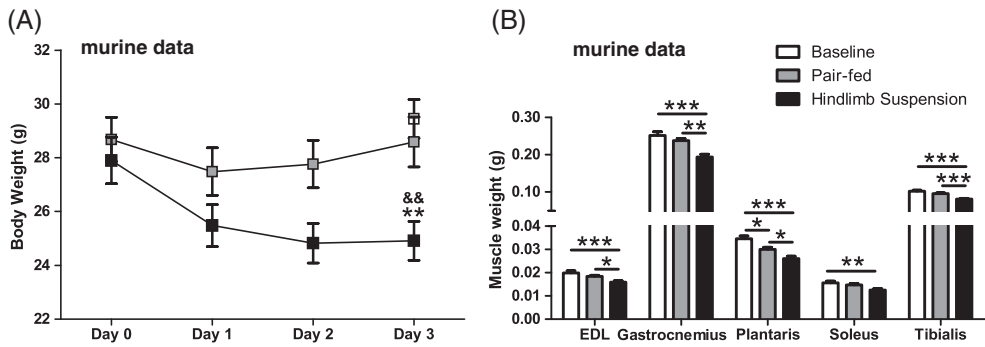 (A)
murine data
Body Weight (g)
32
30
28
26
24
22
&&
**
Day 0 Day 1 Day 2 Day 3
(B)
murine data
Baseline
Pair-fed
Hindlimb Suspension
Muscle weight (g)
0.30
0.20
0.10
0.04
0.03
0.02
0.01
0.00
***
*
***
**
***
*
*
**
***
***
EDL Gastrocnemius Plantaris Soleus Tibialis